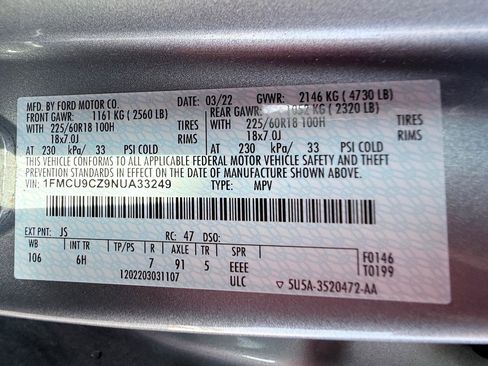 MFD. BY FORD MOTOR CO. DATE: 03/22 GVWR: 2146 KG (4730 LB)
FRONT GAWR: 1161 KG (2560 LB) REAR GAWR: 1052 KG (2320 LB)
WITH 225/60R18 100H TIRES WITH 225/60R18 100H TIRES
18x7.0J RIMS 18x7.0J RIMS
AT 230 kPa/ 33 PSI COLD AT 230 kPa/ 33 PSI COLD
THIS VEHICLE CONFORMS TO ALL APPLICABLE FEDERAL MOTOR VEHICLE SAFETY AND THEFT
PREVENTION STANDARDS IN EFFECT ON THE DATE OF MANUFACTURE SHOWN ABOVE.
VIN: 1FMCU9CZ9NUA33249 TYPE: MPV
EXT PNT: JS RC: 47 DSO:
WB INT TR TP/PS R AXLE TR SPR F0146
106 6H 7 91 5 EEEE T0199
1202203031107 ULC 5U5A-3520472-AA